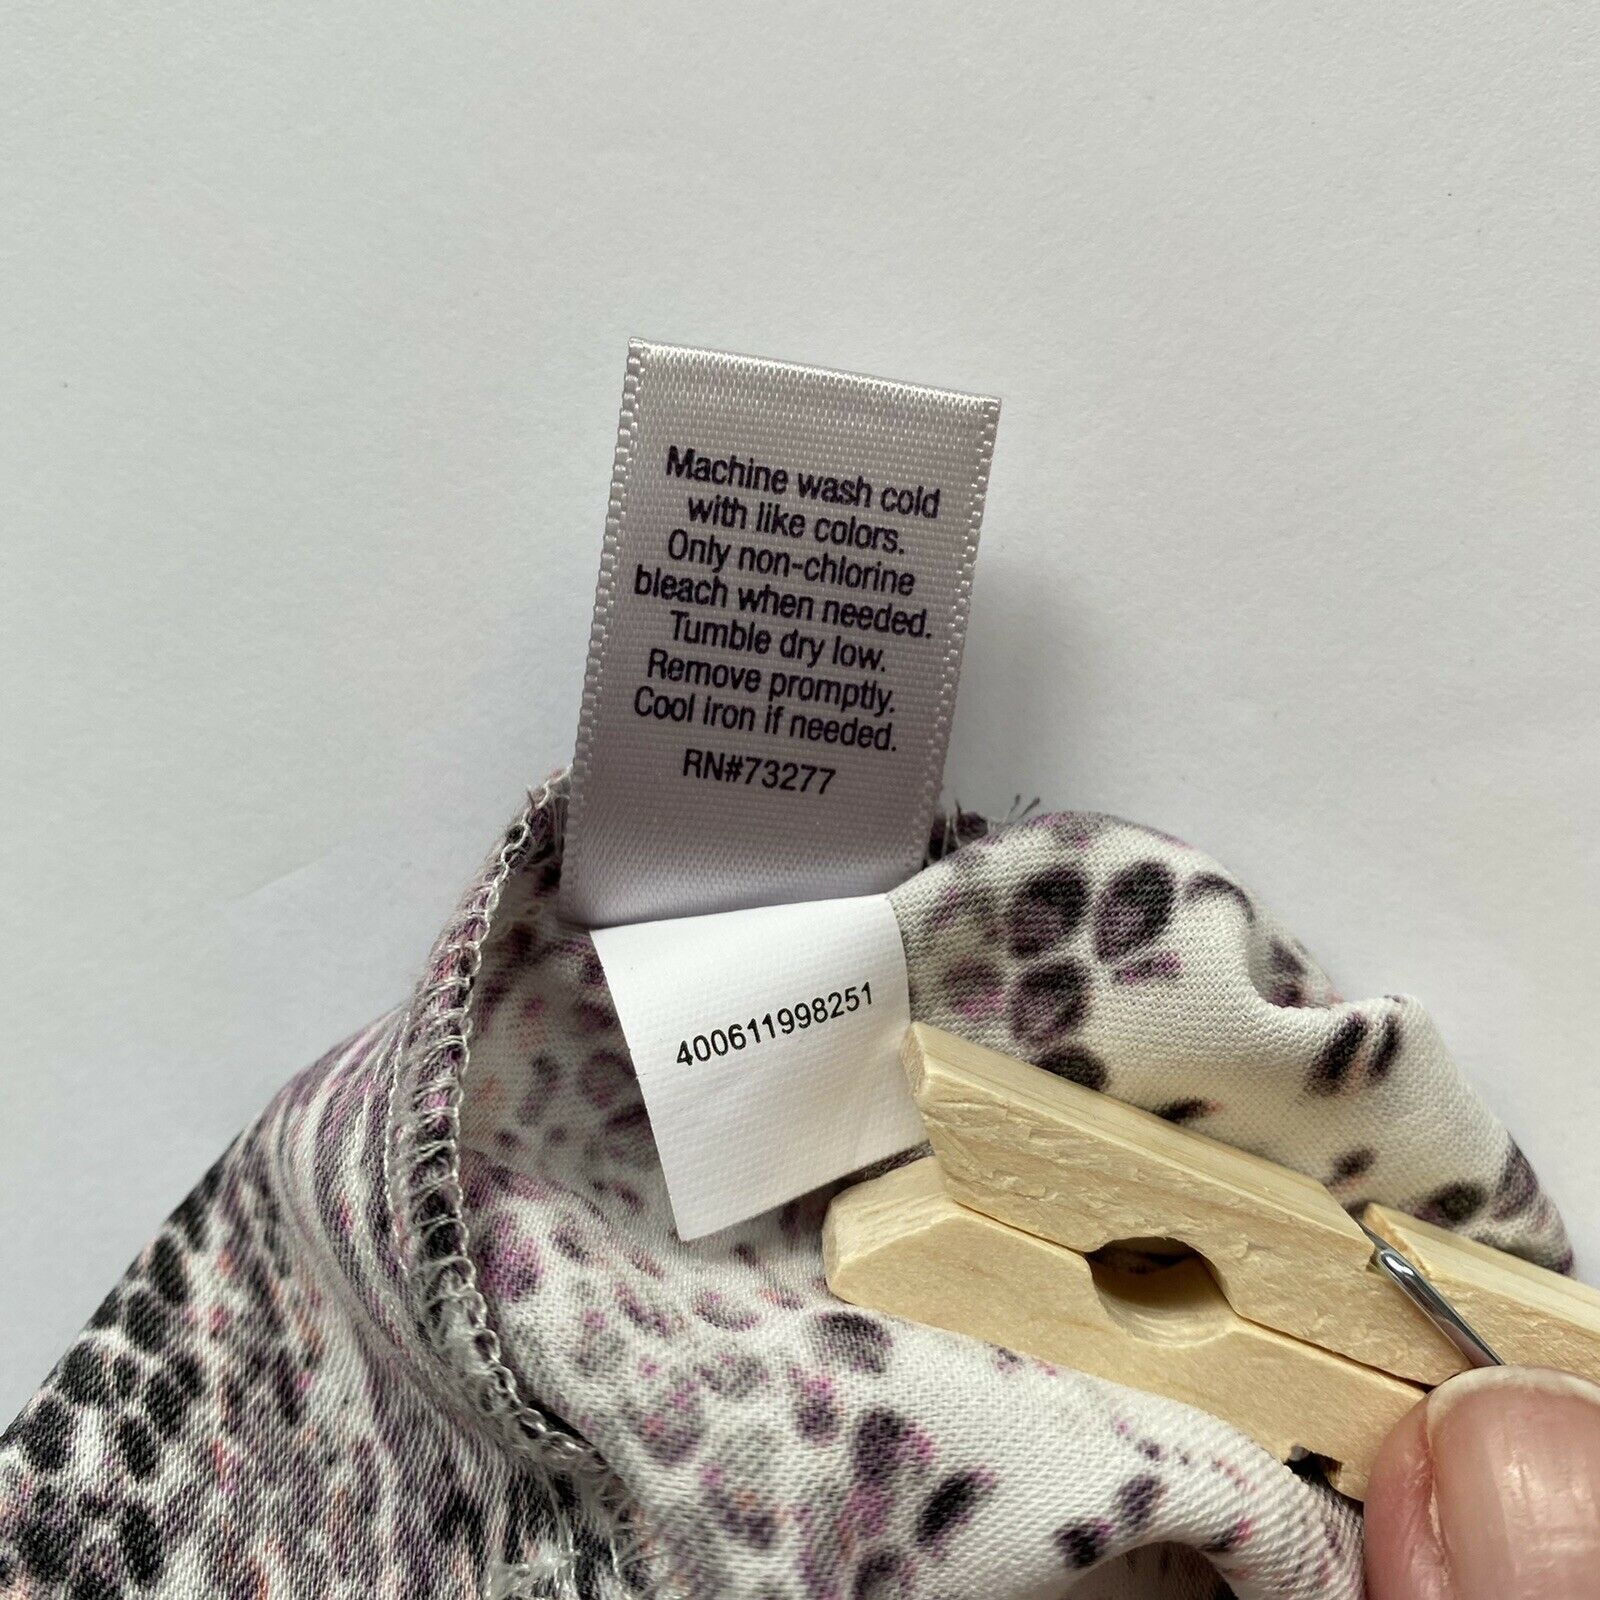 Machine wash cold
with like colors.
Only non-chlorine
bleach when needed.
Tumble dry low.
Remove promptly.
Cool iron if needed.
RN#73277
400611998251